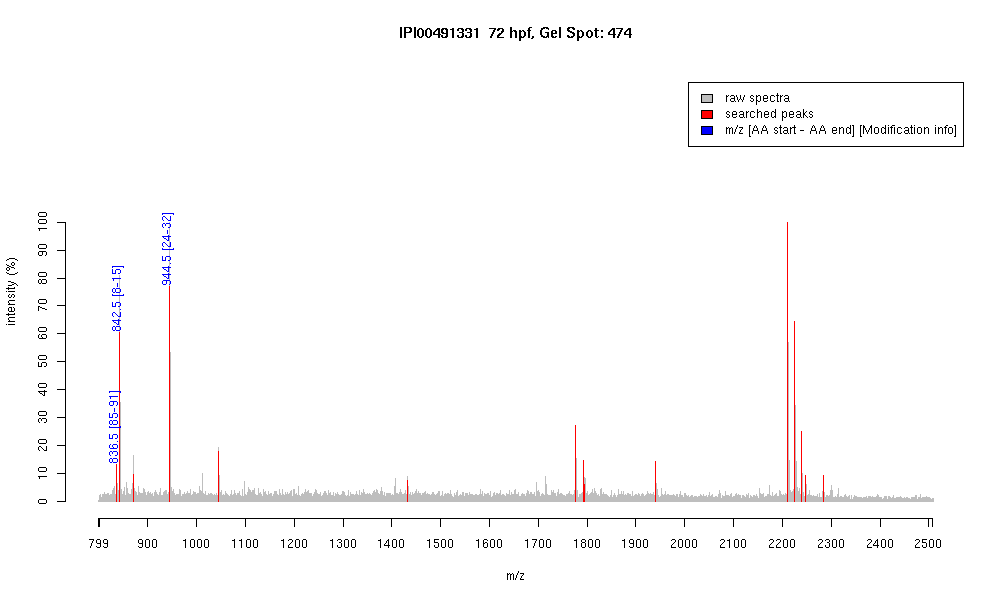 IPI00491331 72 hpf, Gel Spot: 474
raw spectra
searched peaks
m/z [AA start - AA end] [Modification info]
intensity (%)
100
90
80
70
60
50
40
30
20
10
0
836.5 [85-91]
842.5 [8-15]
944.5 [24-32]
799 900 1000 1100 1200 1300 1400 1500 1600 1700 1800 1900 2000 2100 2200 2300 2400 2500
m/z